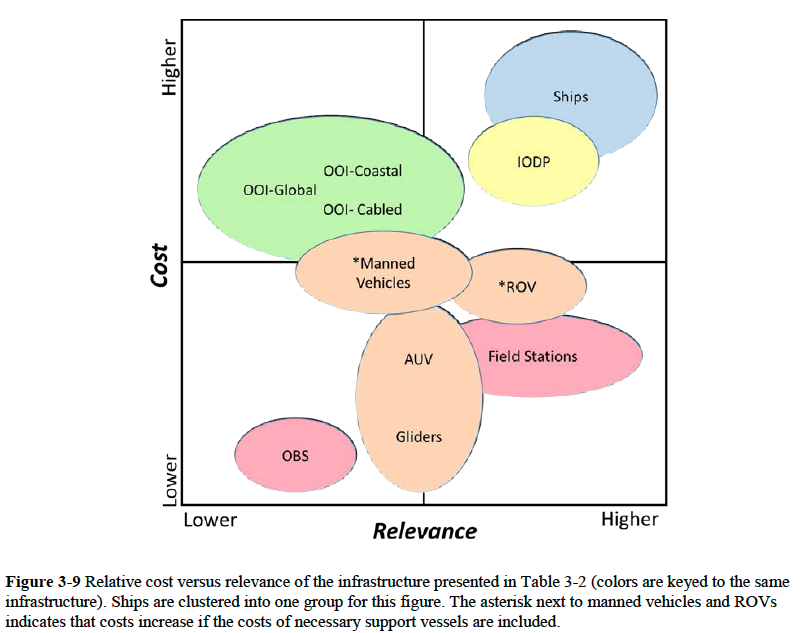 Higher
Ships
IODP
OOI-Coastal
OOI-Global
OOI- Cabled
Cost
*Manned
Vehicles
*ROV
AUV
Field Stations
Gliders
OBS
Lower
Lower
Relevance
Higher
Figure 3-9 Relative cost versus relevance of the infrastructure presented in Table 3-2 (colors are keyed to the same
infrastructure). Ships are clustered into one group for this figure. The asterisk next to manned vehicles and ROVs
indicates that costs increase if the costs of necessary support vessels are included.